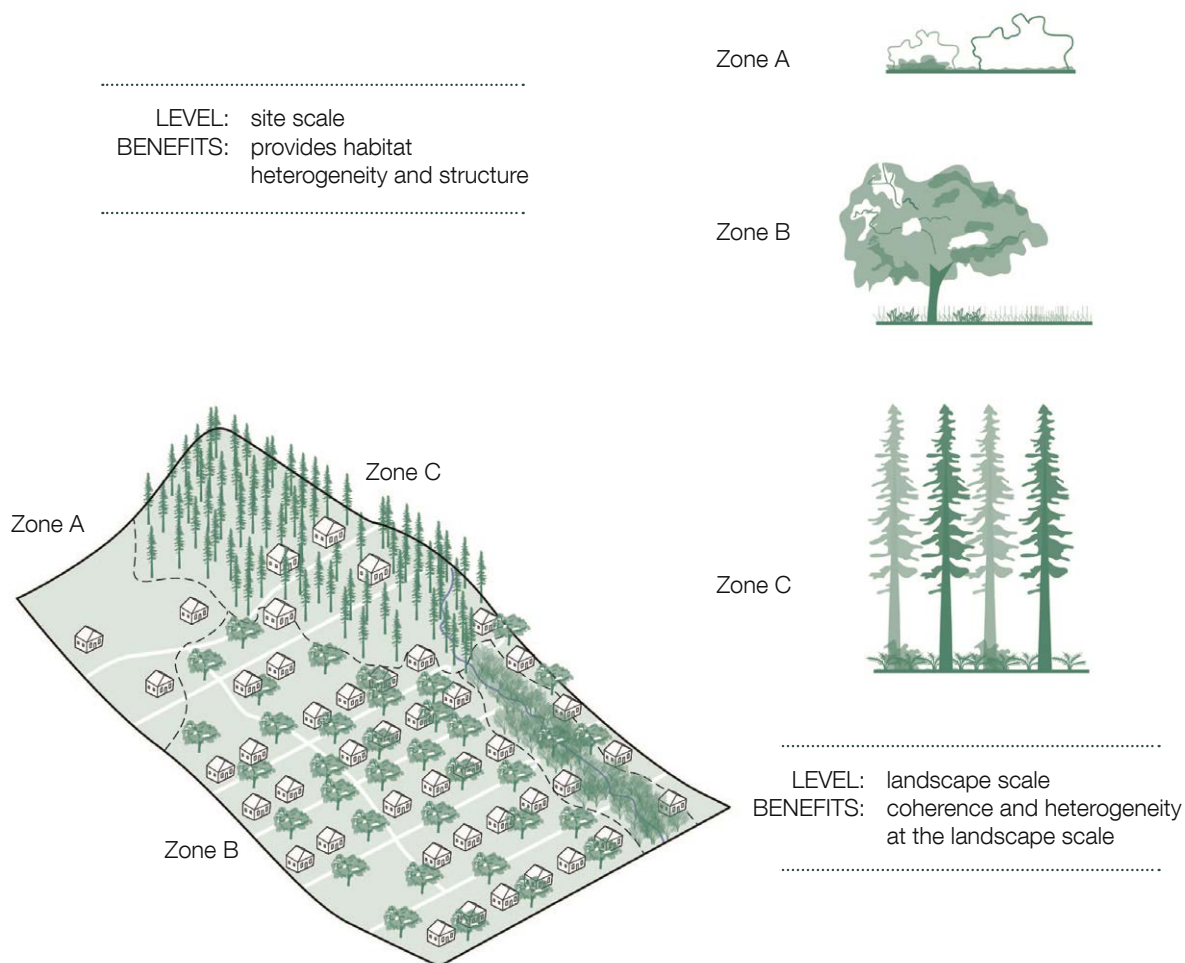 LEVEL: site scale
BENEFITS: provides habitat
heterogeneity and structure
Zone A
Zone B
Zone C
Zone A
Zone C
Zone B
LEVEL: landscape scale
BENEFITS: coherence and heterogeneity
at the landscape scale